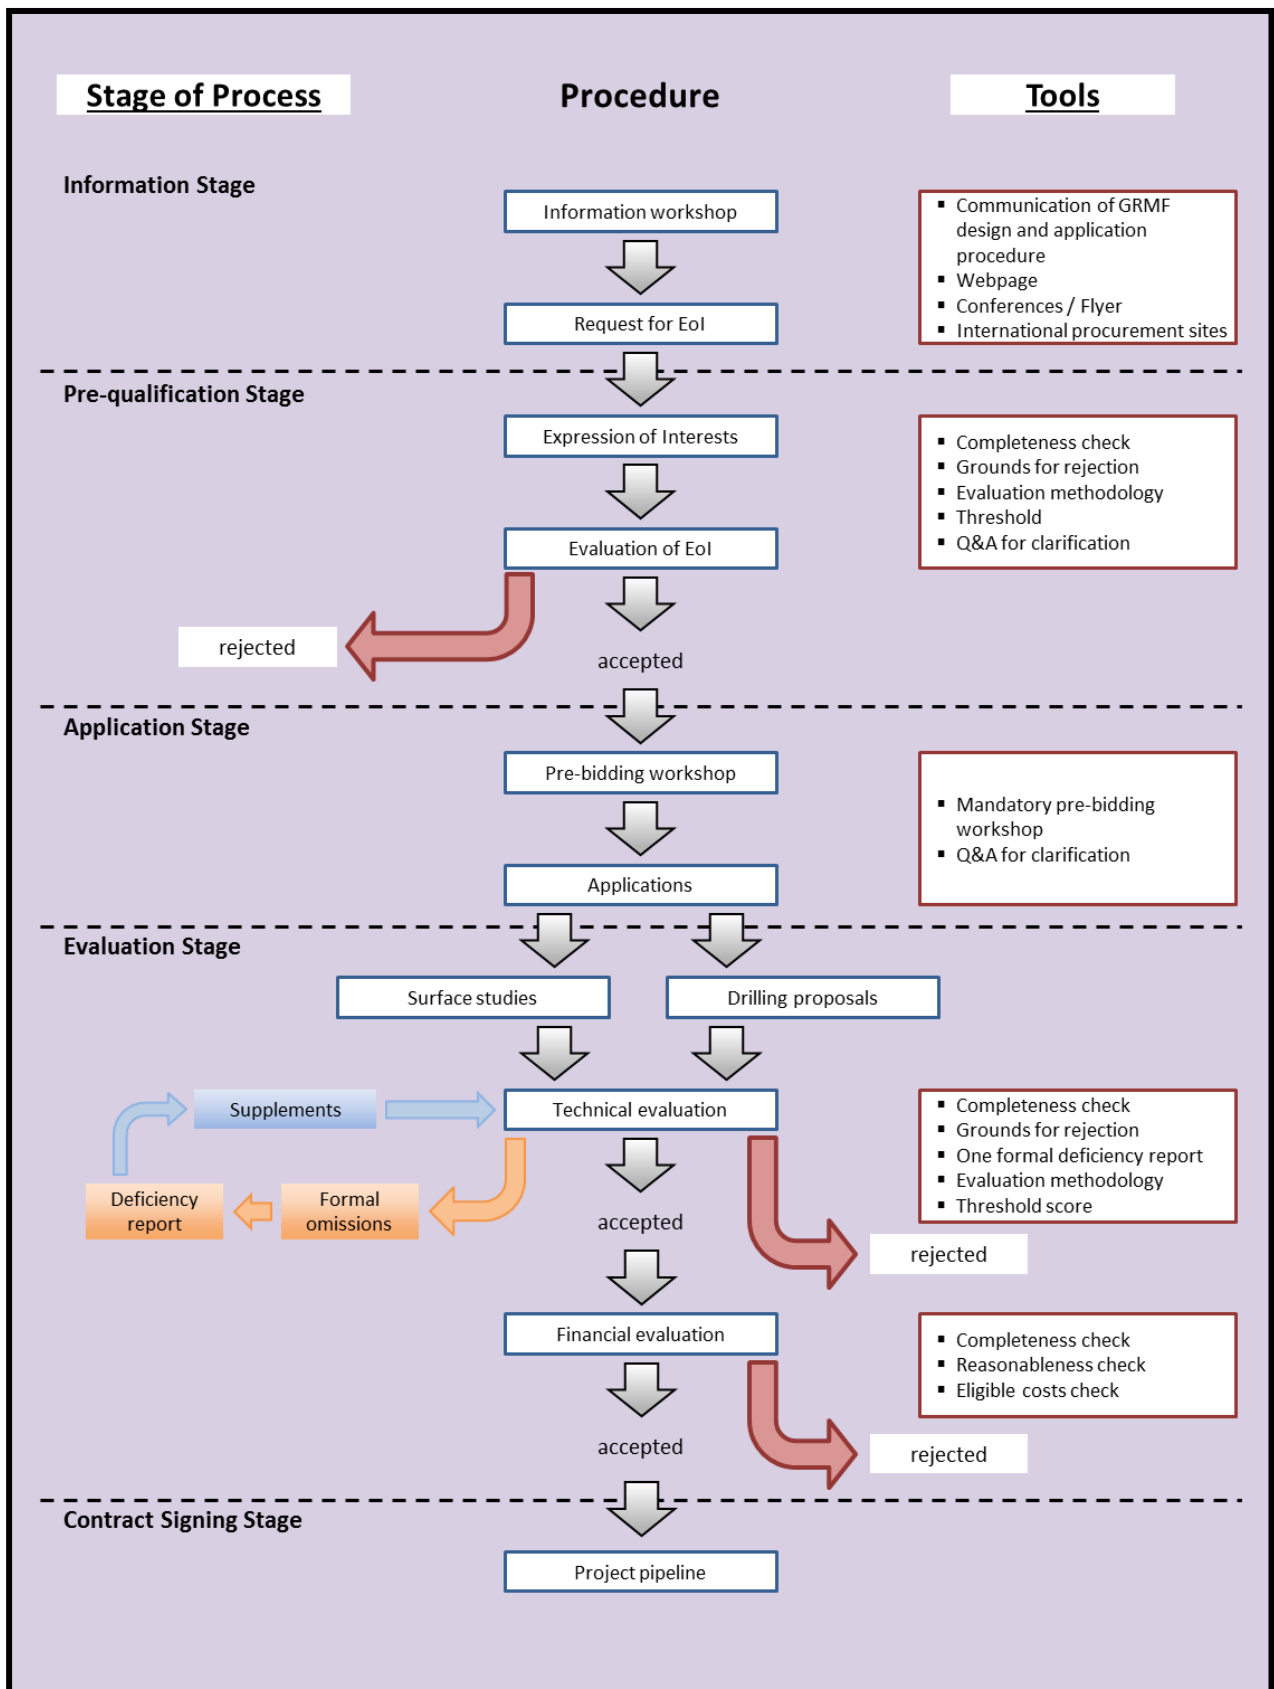 Stage of Process
Procedure
Tools
Information Stage
Information workshop
Request for EoI
▪ Communication of GRMF
design and application
procedure
▪ Webpage
▪ Conferences / Flyer
▪ International procurement sites
Pre-qualification Stage
Expression of Interests
Evaluation of EoI
▪ Completeness check
▪ Grounds for rejection
▪ Evaluation methodology
▪ Threshold
▪ Q&A for clarification
rejected
accepted
Application Stage
Pre-bidding workshop
Applications
▪ Mandatory pre-bidding
workshop
▪ Q&A for clarification
Evaluation Stage
Surface studies
Drilling proposals
Supplements
Technical evaluation
Deficiency
report
Formal
omissions
accepted
▪ Completeness check
▪ Grounds for rejection
▪ One formal deficiency report
▪ Evaluation methodology
▪ Threshold score
rejected
Financial evaluation
▪ Completeness check
▪ Reasonableness check
▪ Eligible costs check
accepted
rejected
Contract Signing Stage
Project pipeline